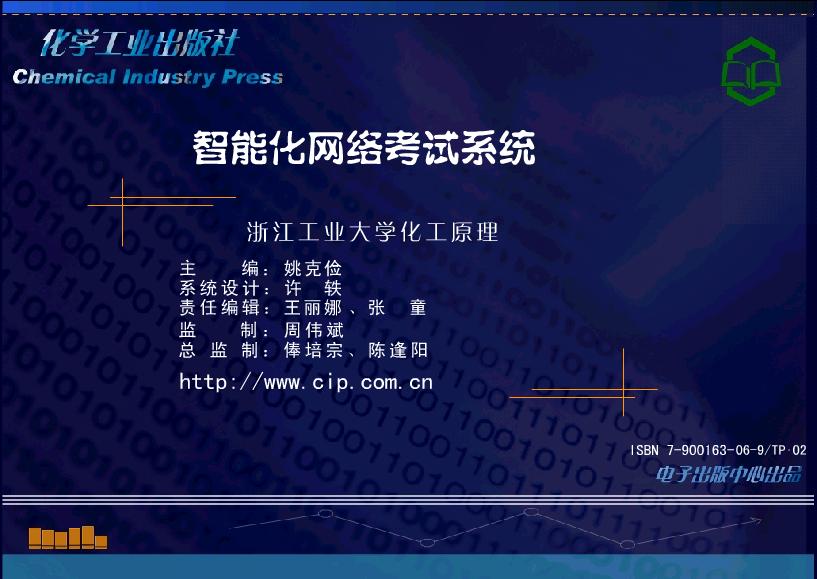 化学工业出版社
Chemical Industry Press
智能化网络考试系统
浙江工业大学化工原理
主　　编：姚克俭
系统设计：许　轶
责任编辑：王丽娜、张　童
监　　制：周伟斌
总 监 制：俸培宗、陈逢阳
http://www.cip.com.cn
ISBN 7-900163-06-9/TP·02
电子出版中心出品